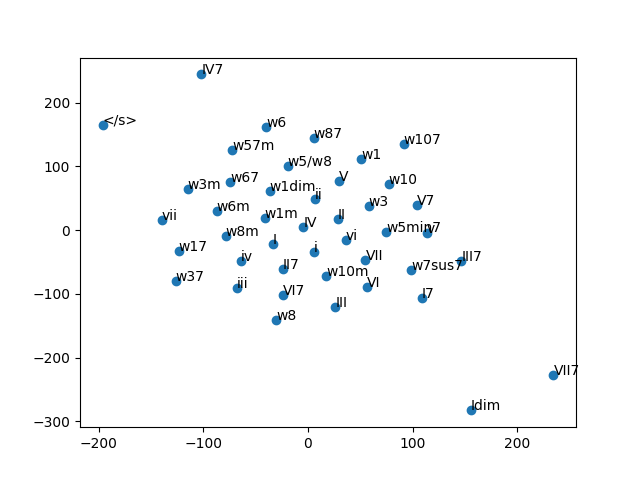 IV7
</s>
w6
w87
w57m
w107
w1
w5/w8
w67
w10
w3m
w1dim
V
ii
w3
V7
w6m
w1m
II
vii
IV
w5min7
w8m
I
vi
w17
i
iv
VII
III7
II7
w7sus7
w10m
w37
iii
VI7
VI
I7
III
w8
VII7
Idim
200
100
0
−100
−200
−300
−200 −100 0 100 200